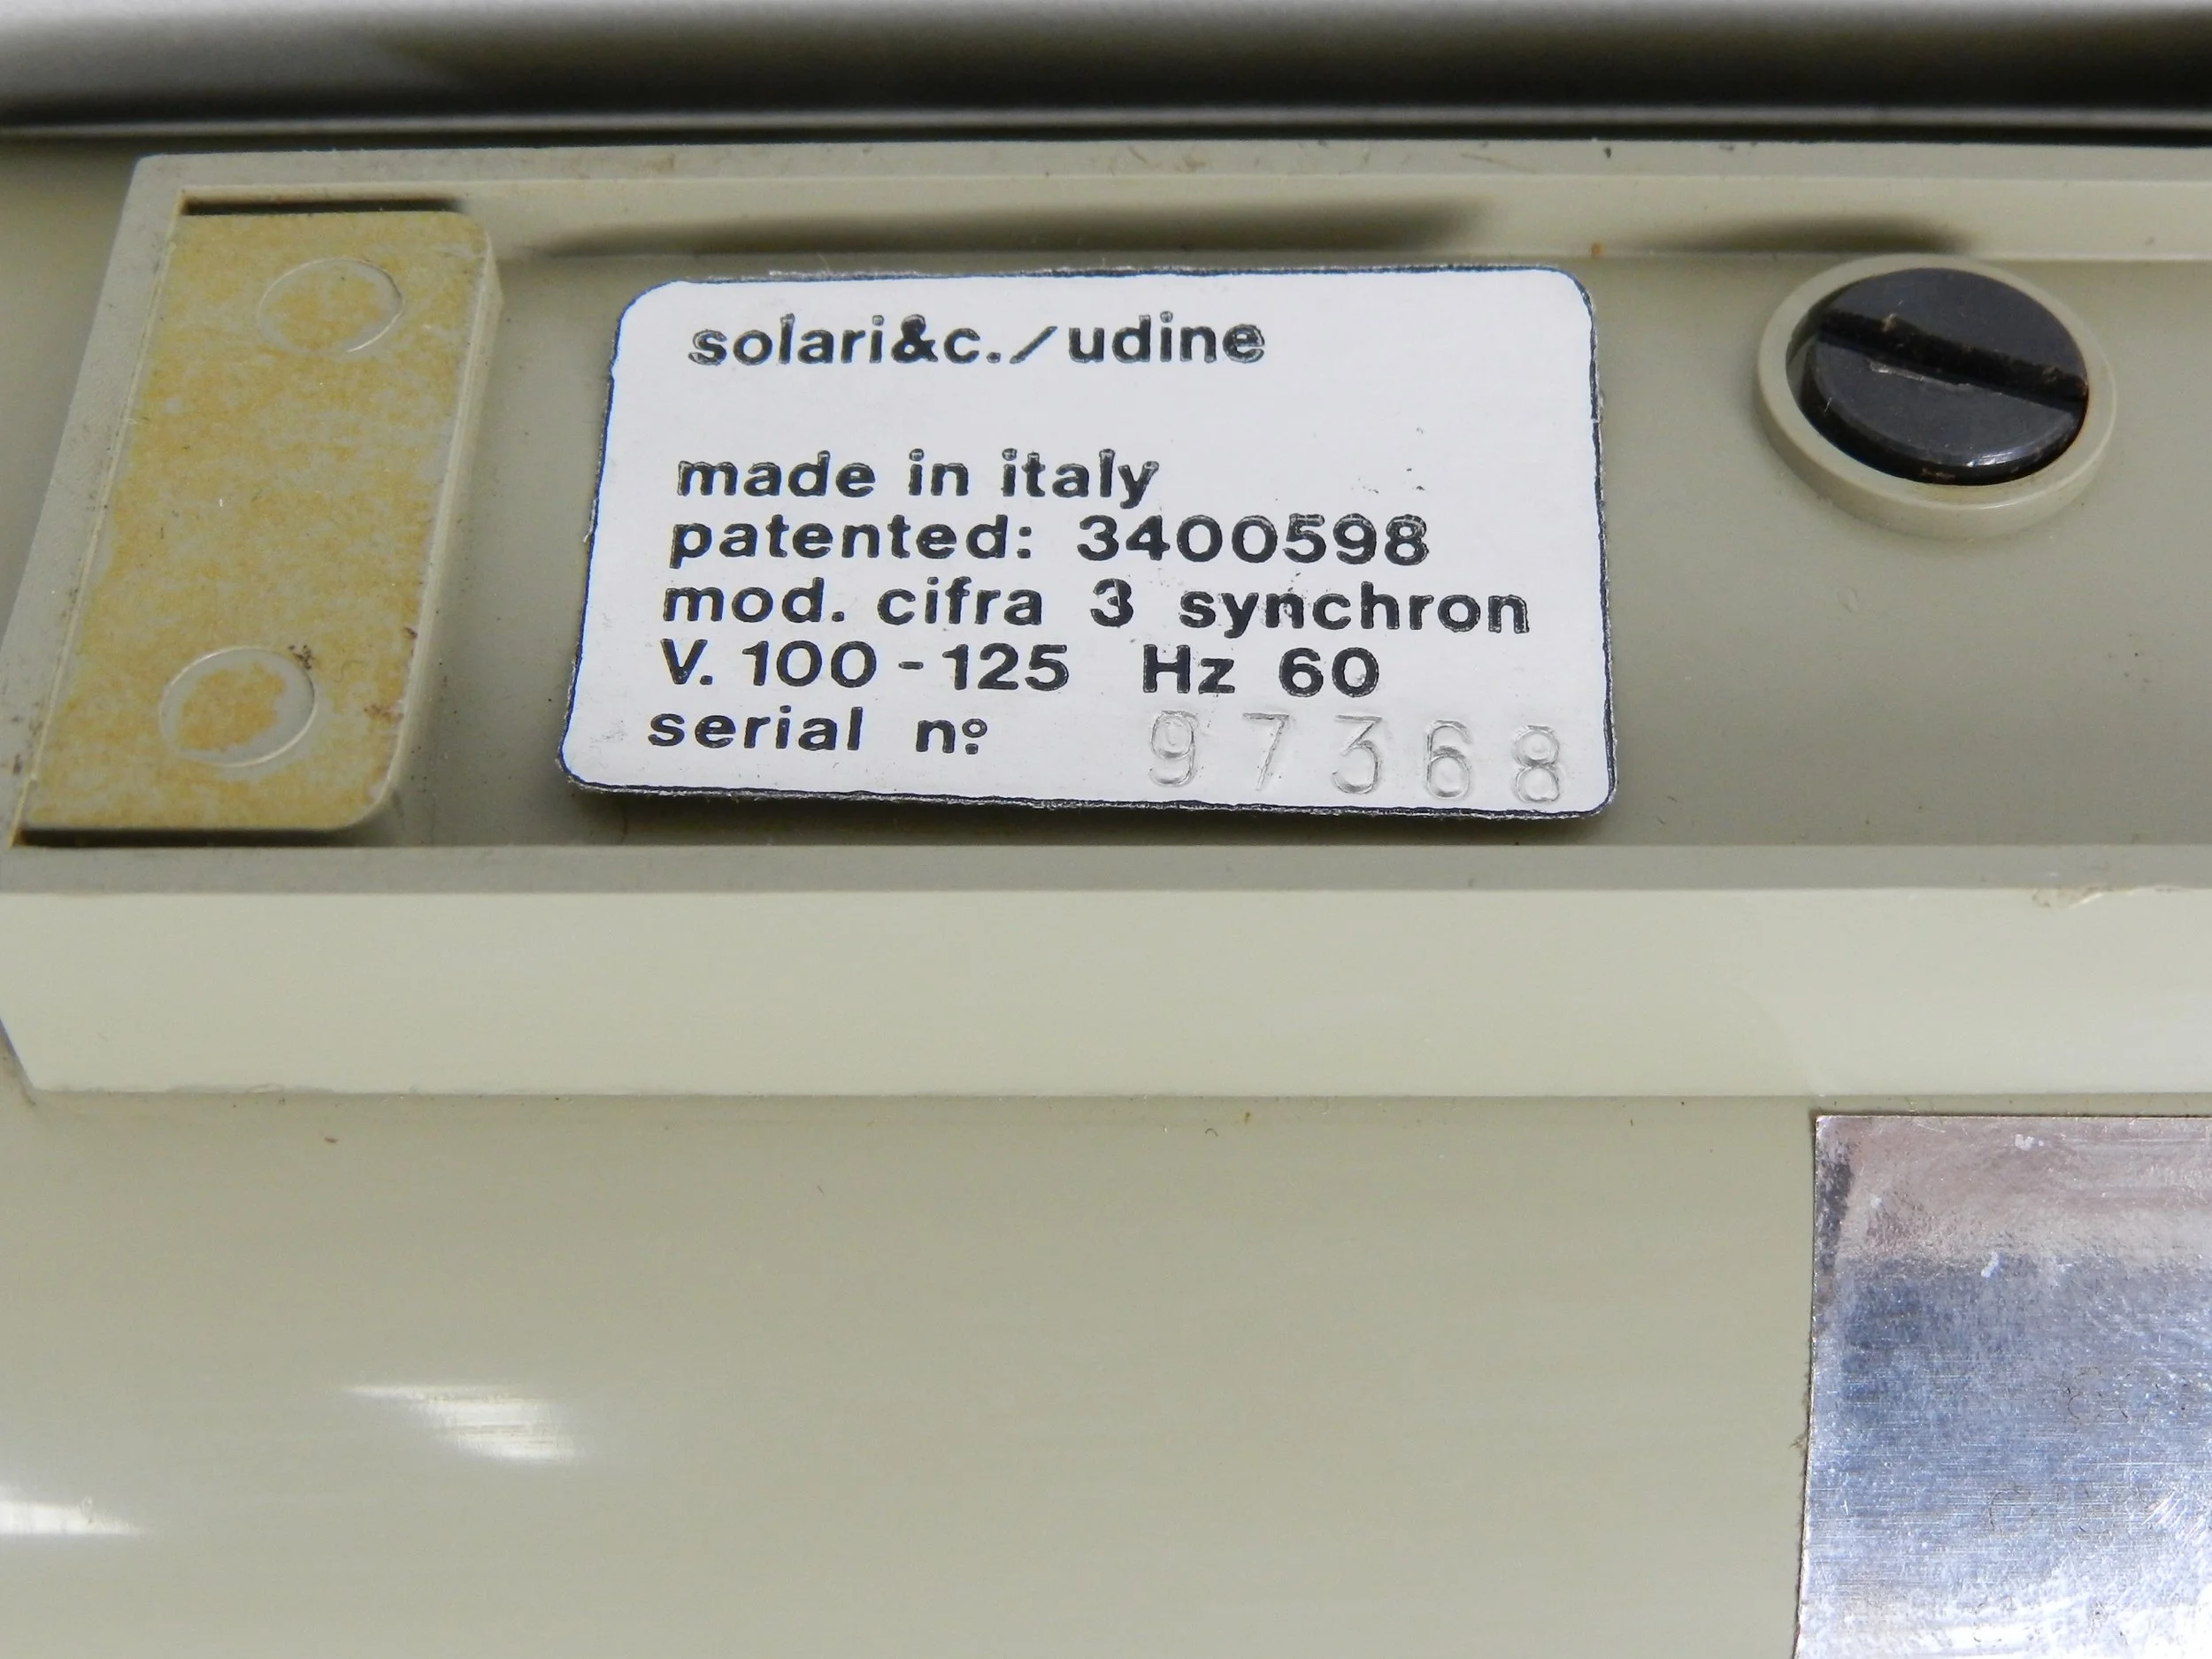 solari&c./udine
made in italy
patented: 3400598
mod. cifra 3 synchron
V. 100-125 Hz 60
serial nº 97368